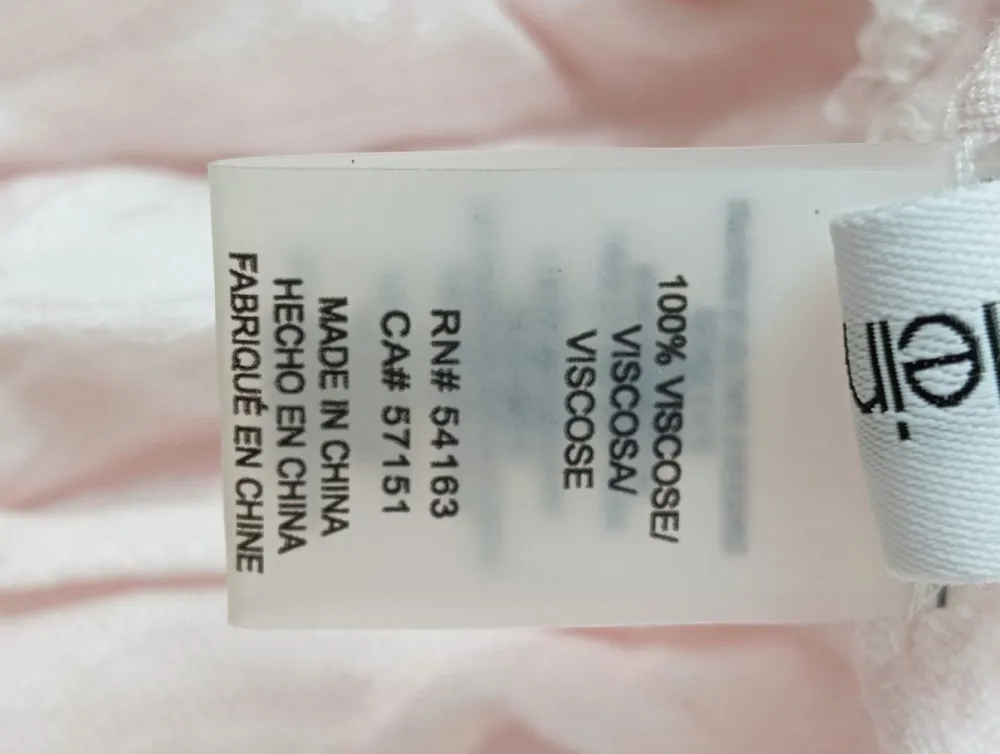 100% VISCOSE/
VISCOSA/
VISCOSE
RN# 54163
CA# 57151
MADE IN CHINA
HECHO EN CHINA
FABRIQUÉ EN CHINE